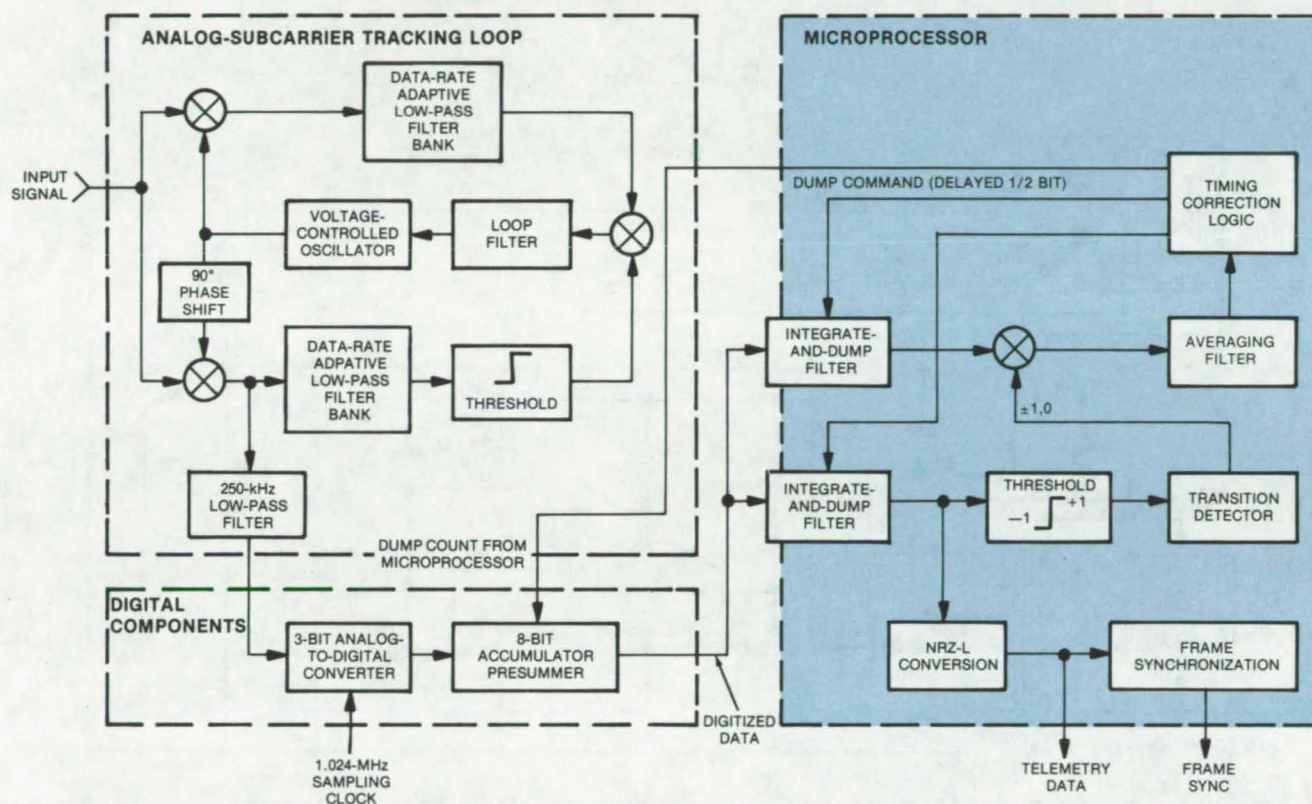 ANALOG-SUBCARRIER TRACKING LOOP
DATA-RATE
ADAPTIVE
LOW-PASS
FILTER
BANK
INPUT
SIGNAL
VOLTAGE-
CONTROLLED
OSCILLATOR
LOOP
FILTER
90°
PHASE
SHIFT
DATA-RATE
ADPATIVE
LOW-PASS
FILTER
BANK
THRESHOLD
250-kHz
LOW-PASS
FILTER
DUMP COUNT FROM
MICROPROCESSOR
DIGITAL
COMPONENTS
3-BIT ANALOG-
TO-DIGITAL
CONVERTER
8-BIT
ACCUMULATOR
PRESUMMER
1.024-MHz
SAMPLING
CLOCK
DIGITIZED
DATA
MICROPROCESSOR
DUMP COMMAND (DELAYED 1/2 BIT)
TIMING
CORRECTION
LOGIC
INTEGRATE-
AND-DUMP
FILTER
AVERAGING
FILTER
±1,0
INTEGRATE-
AND-DUMP
FILTER
THRESHOLD
+1
—1
TRANSITION
DETECTOR
NRZ-L
CONVERSION
FRAME
SYNCHRONIZATION
TELEMETRY
DATA
FRAME
SYNC